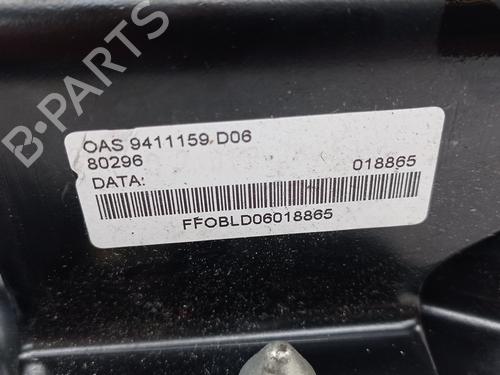 B-Parts
OAS 9411159 D06
80296
DATA: 018865
FFOBLD06018865